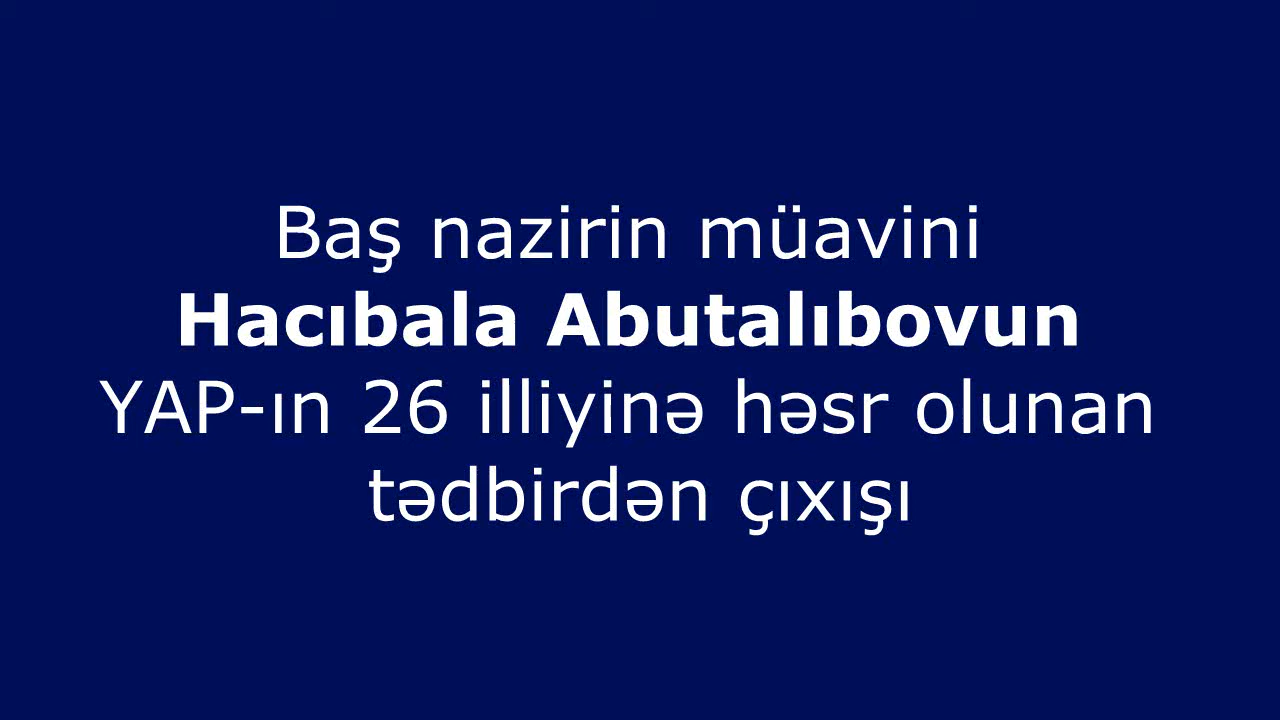 Baş nazirin müavini
Hacıbala Abutalıbovun
YAP-ın 26 illiyinə həsr olunan
tədbirdən çıxışı